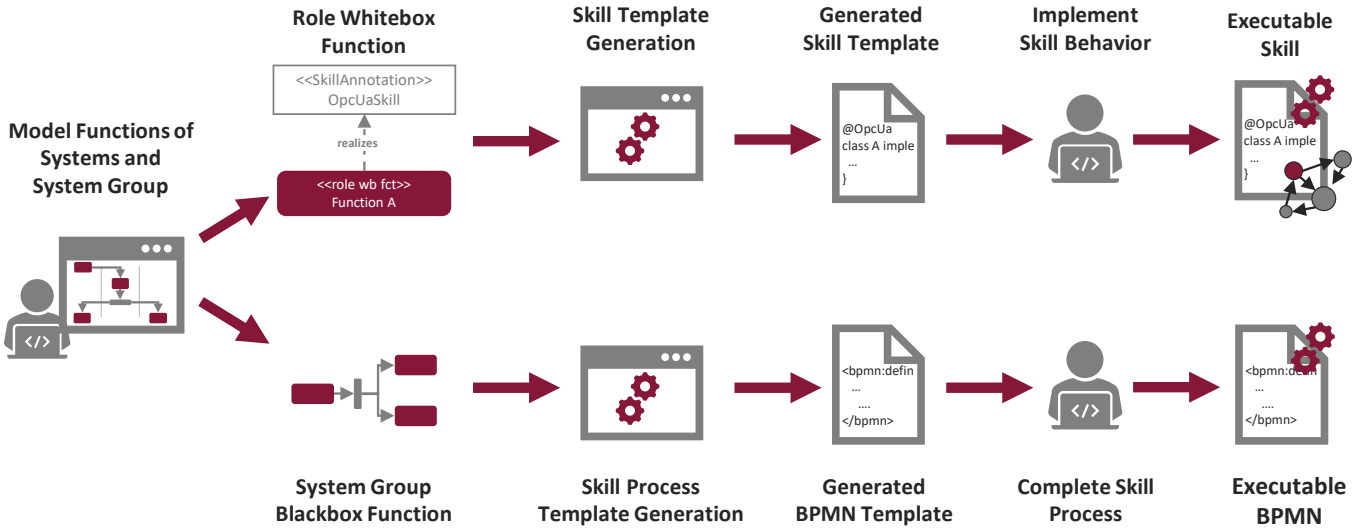 Model Functions of
Systems and
System Group
</>
Role Whitebox
Function
<<SkillAnnotation>>
OpcUaSkill
realizes
<<role wb fct>>
Function A
Skill Template
Generation
Generated
Skill Template
@OpcUa
class A imple
...
}
Implement
Skill Behavior
</>
Executable
Skill
@OpcUa
class A imple
...
}
System Group
Blackbox Function
Skill Process
Template Generation
<bpmn:defin
...
....
</bpmn>
Generated
BPMN Template
</>
Complete Skill
Process
<bpmn:defin
...
....
</bpmn>
Executable
BPMN